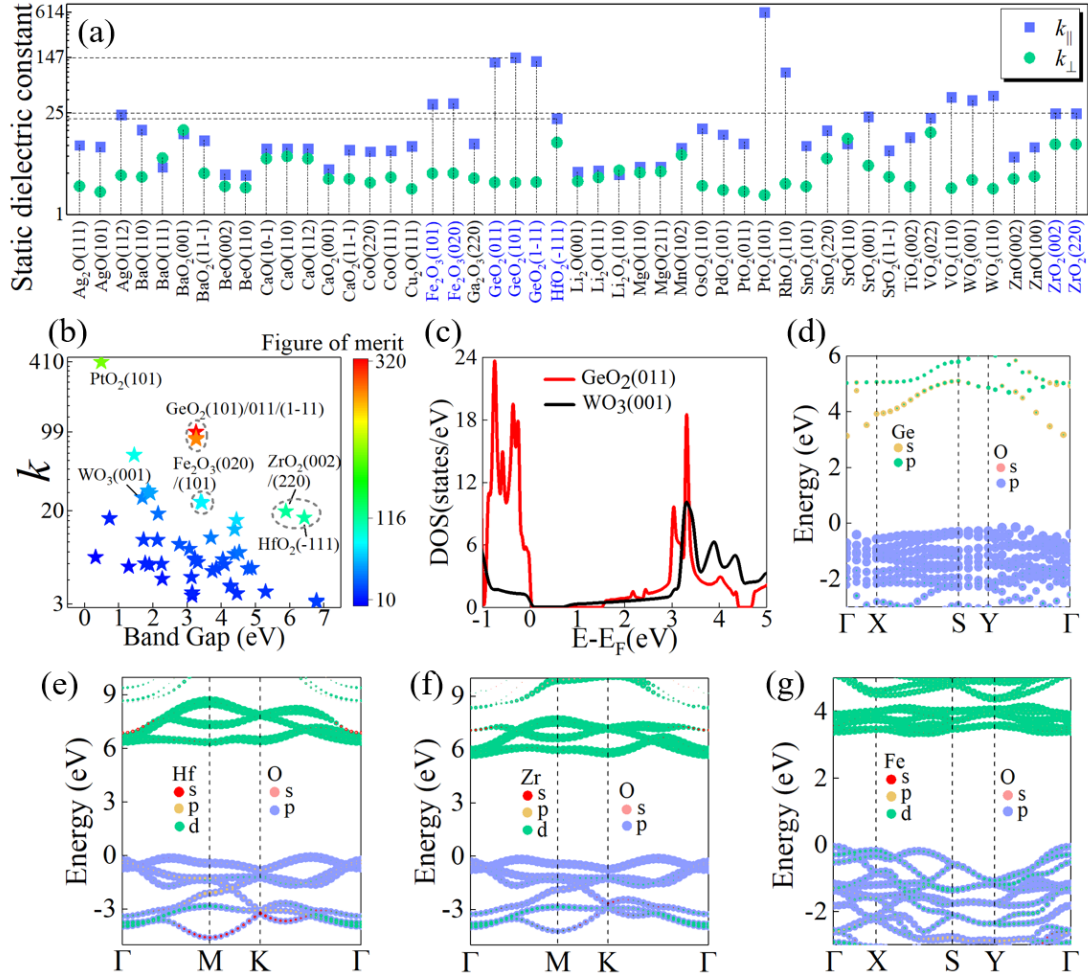 (a)
Static dielectric constant
614
147
25
1
k∥
k⊥
Ag₂O(111)
AgO(101)
AgO(112)
BaO(110)
BaO(111)
BaO₂(001)
BaO₂(11-1)
BeO(002)
BeO(110)
CaO(10-1)
CaO(110)
CaO(112)
CaO₂(001)
CaO₂(11-1)
CoO(220)
CoO(111)
Cu₂O(111)
Fe₂O₃(101)
Fe₂O₃(020)
Ga₂O₃(220)
GeO₂(011)
GeO₂(101)
GeO₂(1-11)
HfO₂(-111)
Li₂O(001)
Li₂O(111)
Li₂O₂(110)
MgO(110)
MgO(211)
MnO(102)
OsO₂(110)
PdO(110)
PtO(011)
PtO₂(101)
RhO₂(110)
SnO(101)
SnO₂(220)
SrO(110)
SrO₂(001)
SrO₂(11-1)
TiO₂(002)
VO₂(022)
V₂O₃(110)
WO₃(001)
WO₃(110)
ZnO(002)
ZnO(100)
ZrO₂(002)
ZrO₂(220)
(b)
Figure of merit
k
410
99
20
3
PtO₂(101)
GeO₂(101)/011/(1-11)
WO₃(001)
Fe₂O₃(020)
/(101)
ZrO₂(002)
/(220)
HfO₂(-111)
320
116
10
0 1 2 3 4 5 6 7
Band Gap (eV)
(c)
DOS(states/eV)
24
18
12
6
0
GeO₂(011)
WO₃(001)
-1 0 1 2 3 4 5
E-E_F(eV)
(d)
Energy (eV)
6
4
2
0
-2
Ge
s
p
O
s
p
Γ X S Y Γ
(e)
Energy (eV)
9
6
3
0
-3
Hf
s
p
d
O
s
p
Γ M K Γ
(f)
Energy (eV)
9
6
3
0
-3
Zr
s
p
d
O
s
p
Γ M K Γ
(g)
Energy (eV)
4
2
0
-2
Fe
s
p
d
O
s
p
Γ X S Y Γ